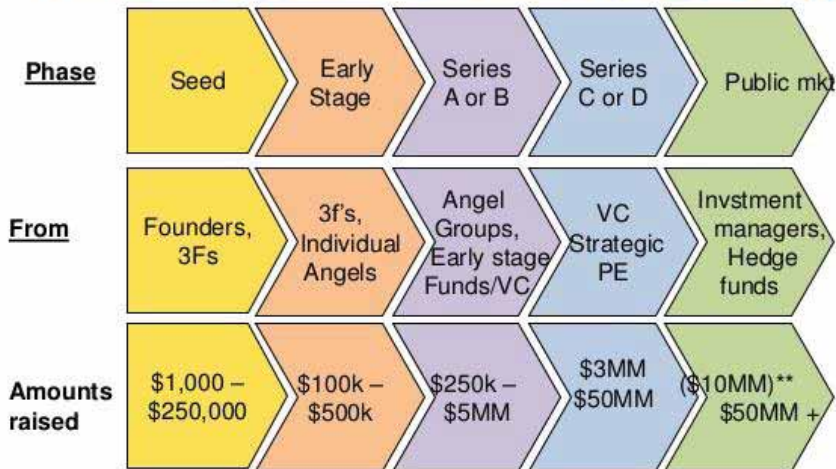 Phase
Seed
Early
Stage
Series
A or B
Series
C or D
Public mkt
From
Founders,
3Fs
3f's,
Individual
Angels
Angel
Groups,
Early stage
Funds/VC
VC
Strategic
PE
Invstment
managers,
Hedge
funds
Amounts
raised
$1,000 –
$250,000
$100k –
$500k
$250k –
$5MM
$3MM
$50MM
($10MM)**
$50MM +